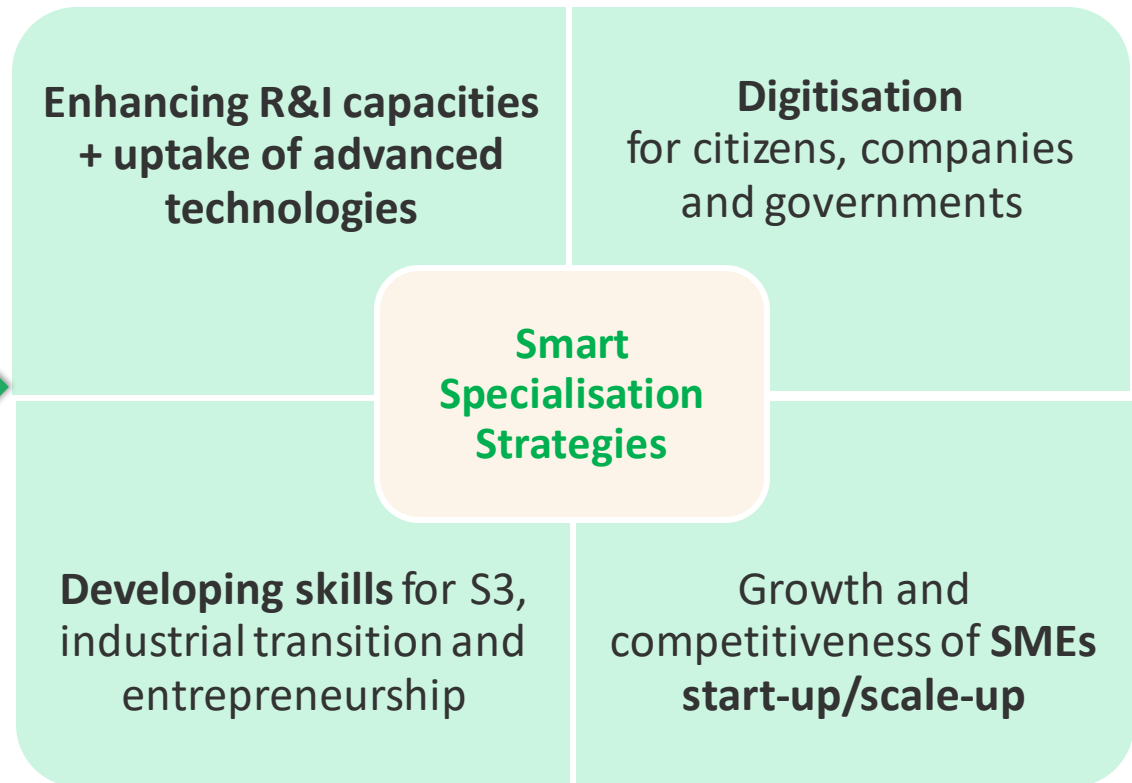 Enhancing R&I capacities
+ uptake of advanced
technologies
Digitisation
for citizens, companies
and governments
Smart
Specialisation
Strategies
Developing skills for S3,
industrial transition and
entrepreneurship
Growth and
competitiveness of SMEs
start-up/scale-up